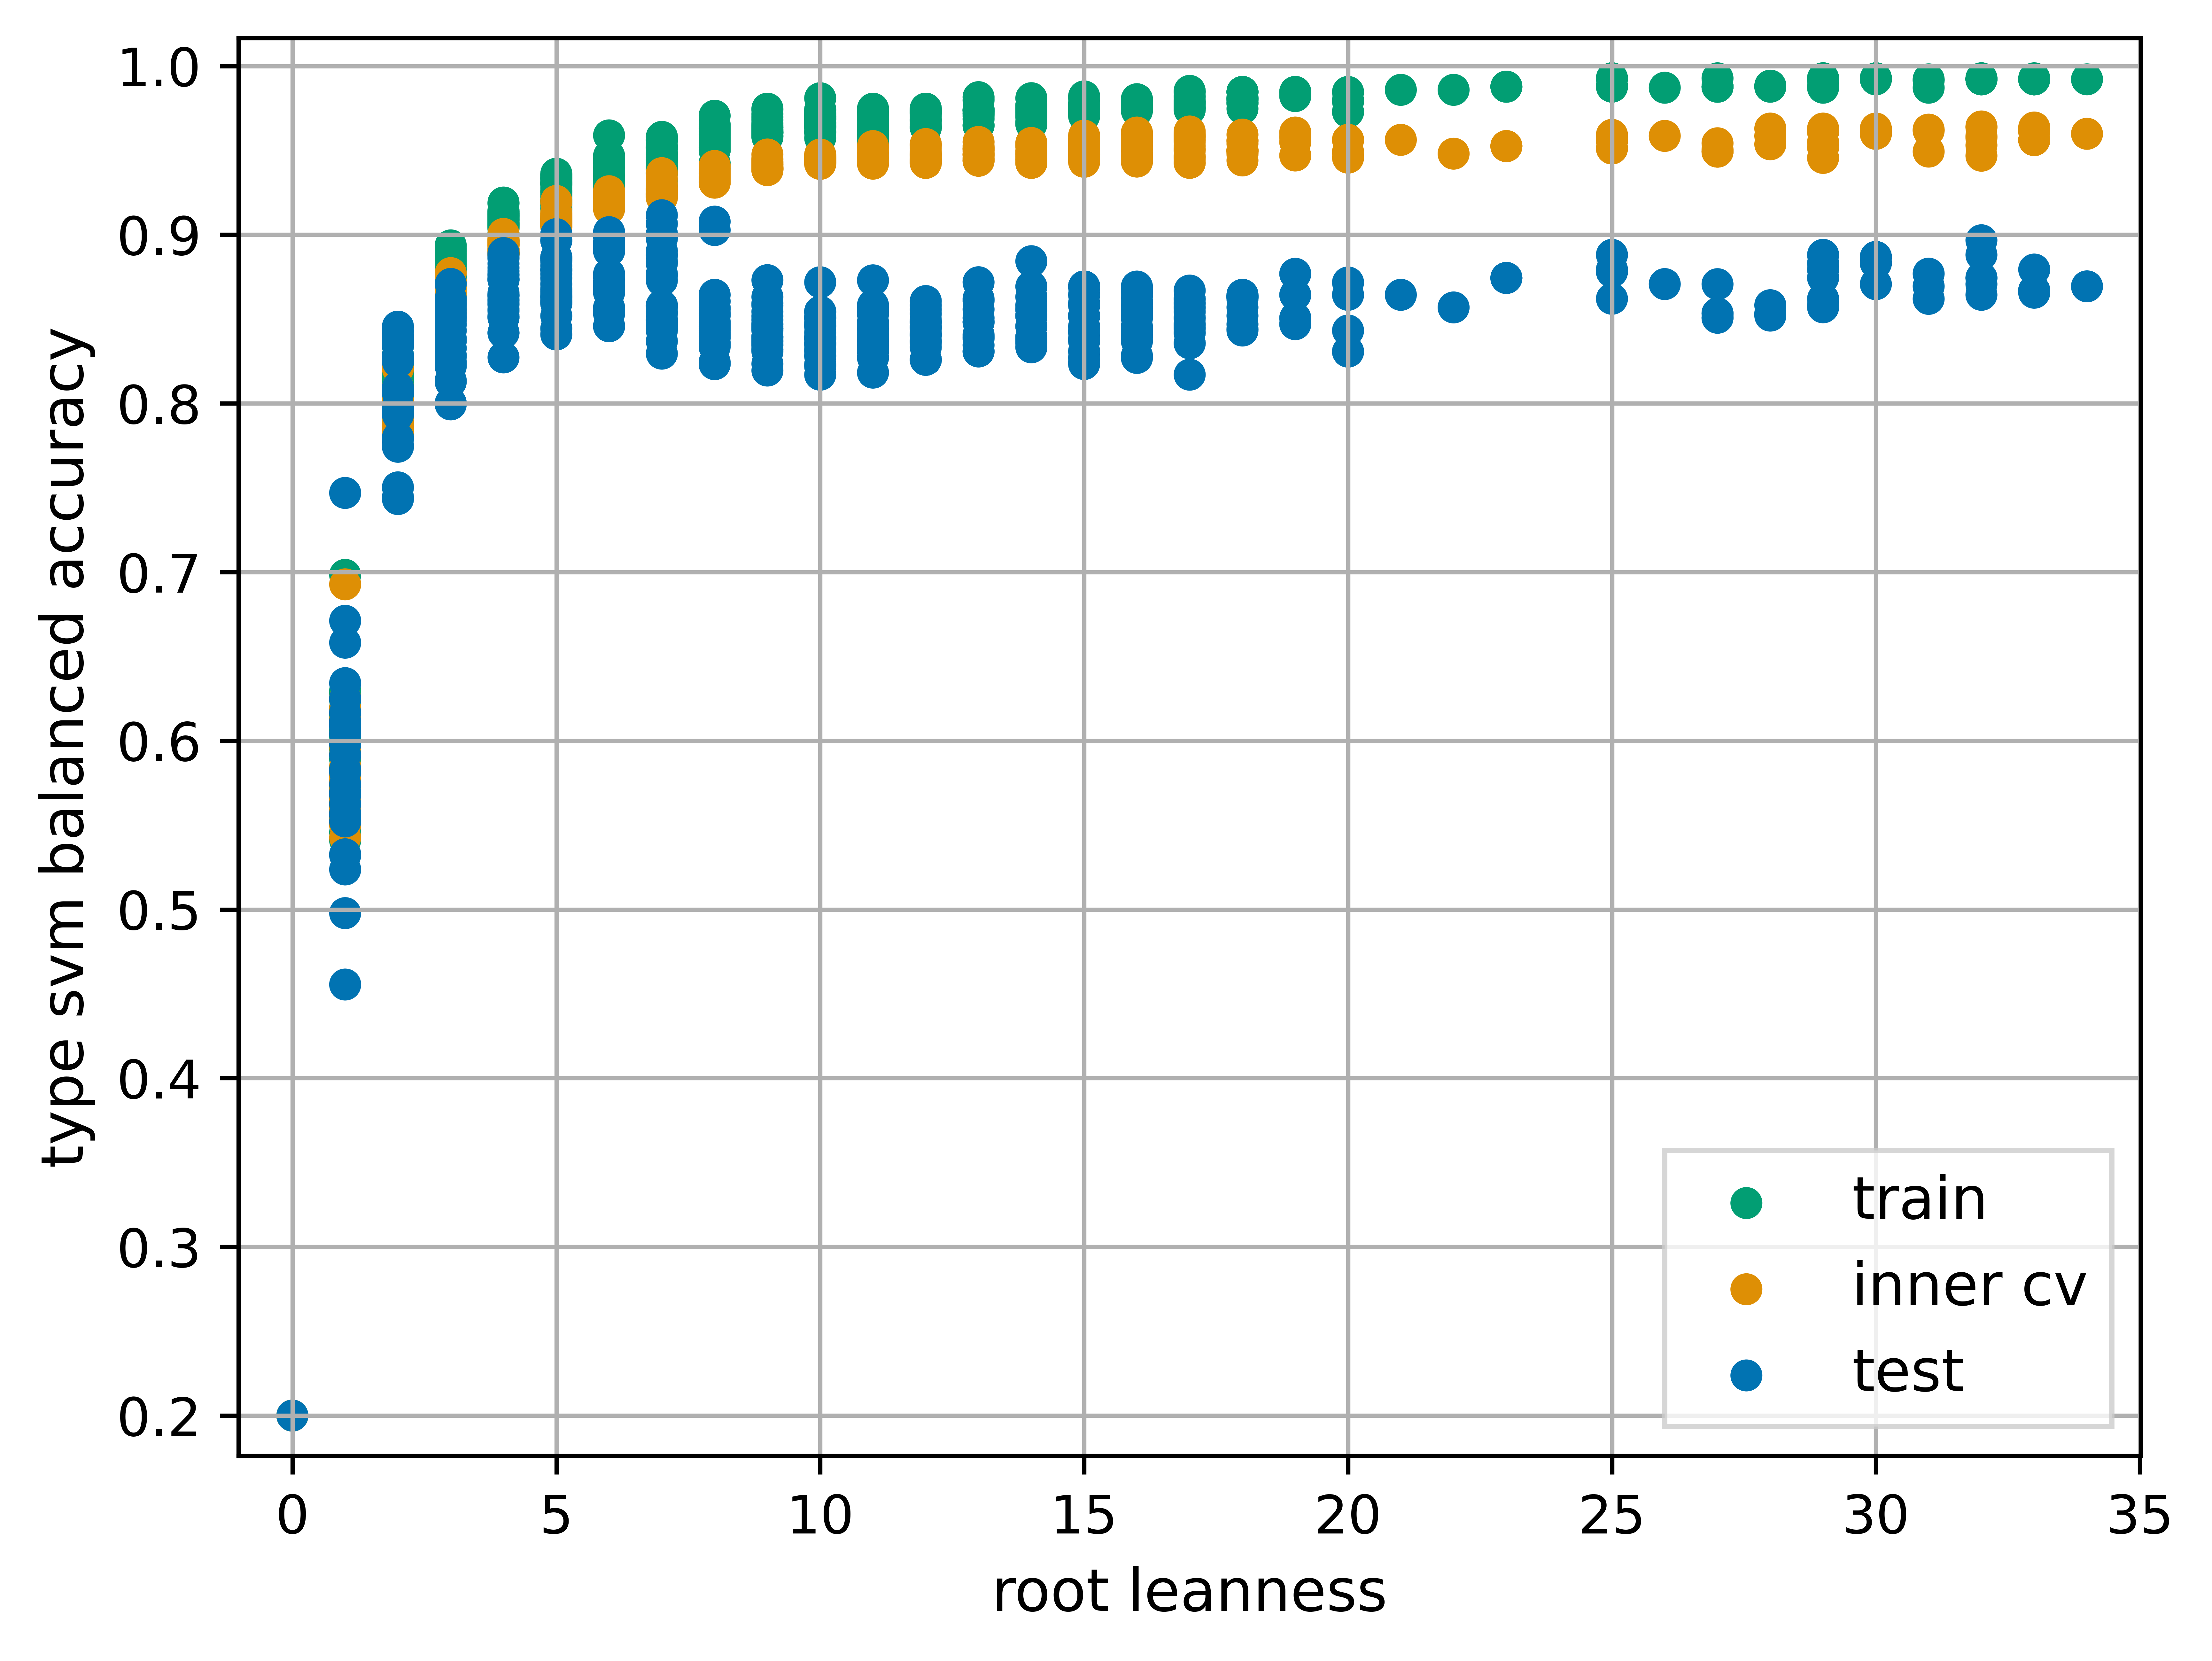 type svm balanced accuracy
1.0
0.9
0.8
0.7
0.6
0.5
0.4
0.3
0.2
train
inner cv
test
0 5 10 15 20 25 30 35
root leanness